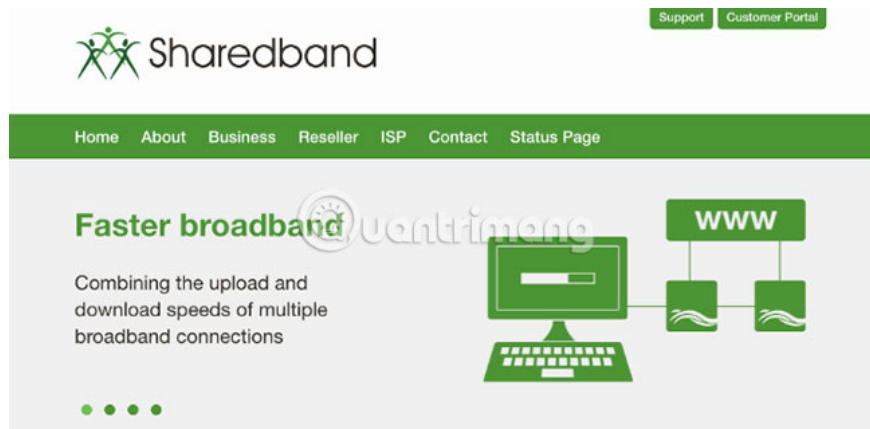 Support Customer Portal
Sharedband
Home About Business Reseller ISP Contact Status Page
Faster broadband
Quantrimang
WWW
Combining the upload and
download speeds of multiple
broadband connections